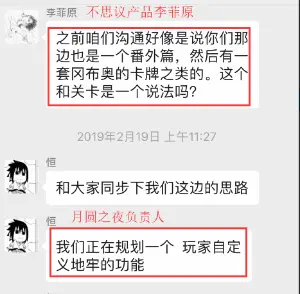 李菲原
不思议产品李菲原
之前咱们沟通好像是说你们那
边也是一个番外篇，然后有一
套冈布奥的卡牌之类的。这个
和关卡是一个说法吗？
2019年2月19日 上午11:27
恒
和大家同步下我们这边的思路
恒
月圆之夜负责人
我们正在规划一个 玩家自定
义地牢的功能